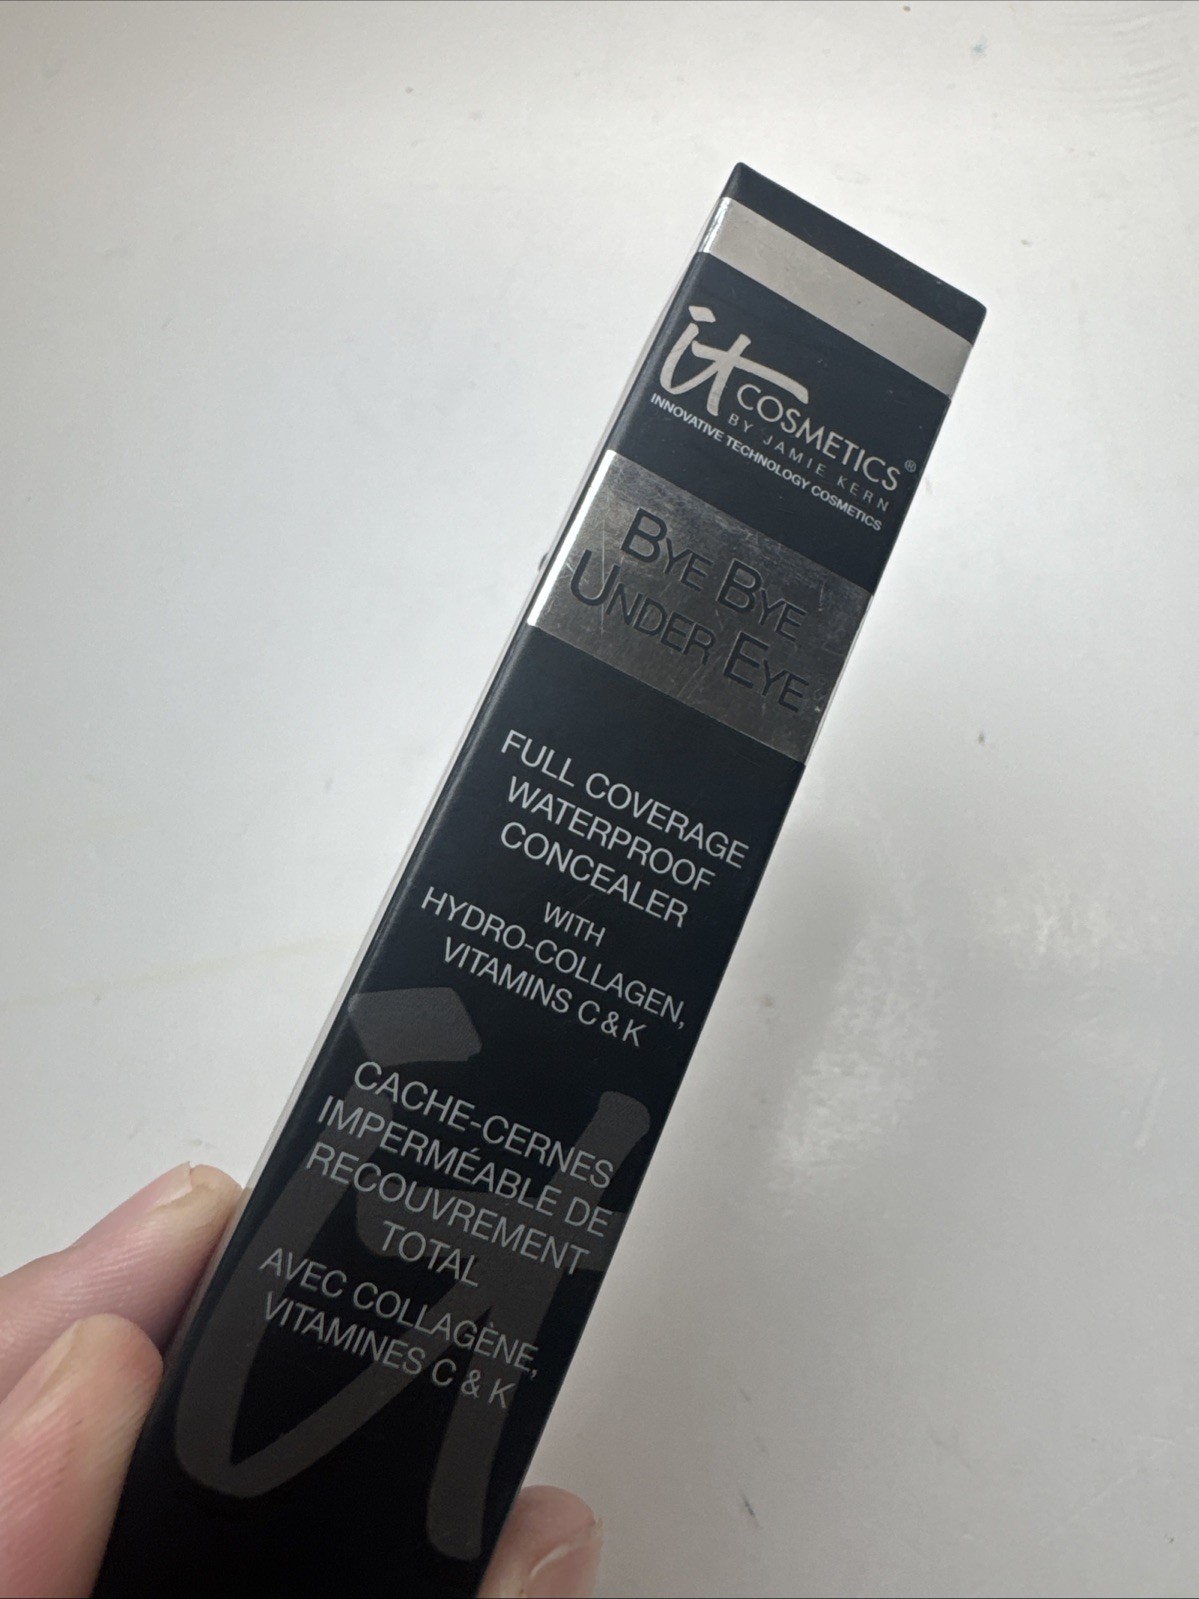 it COSMETICS®
BY JAMIE KERN
INNOVATIVE TECHNOLOGY COSMETICS
BYE BYE
UNDER EYE
FULL COVERAGE
WATERPROOF
CONCEALER
WITH
HYDRO-COLLAGEN,
VITAMINS C & K
it
CACHE-CERNES
IMPERMÉABLE DE
RECOUVREMENT
TOTAL
AVEC COLLAGÈNE,
VITAMINES C & K